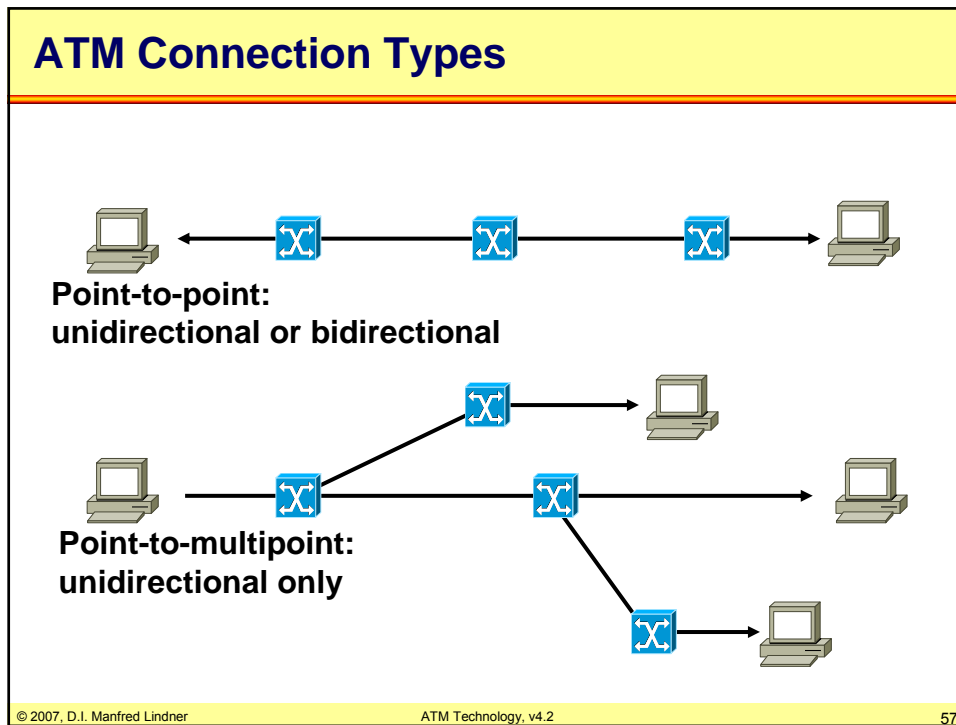 ATM Connection Types
Point-to-point:
unidirectional or bidirectional
Point-to-multipoint:
unidirectional only
© 2007, D.I. Manfred Lindner
ATM Technology, v4.2
57